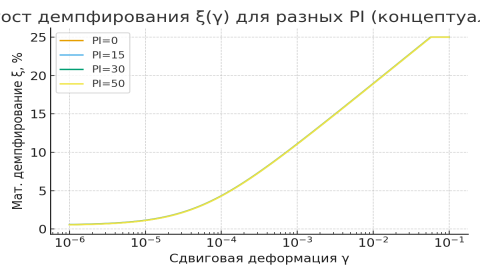 ост демпфирования ξ(γ) для разных PI (концептуал
Мат. демпфирование ξ, %
25
20
15
10
5
0
PI=0
PI=15
PI=30
PI=50
10⁻⁶ 10⁻⁵ 10⁻⁴ 10⁻³ 10⁻² 10⁻¹
Сдвиговая деформация γ